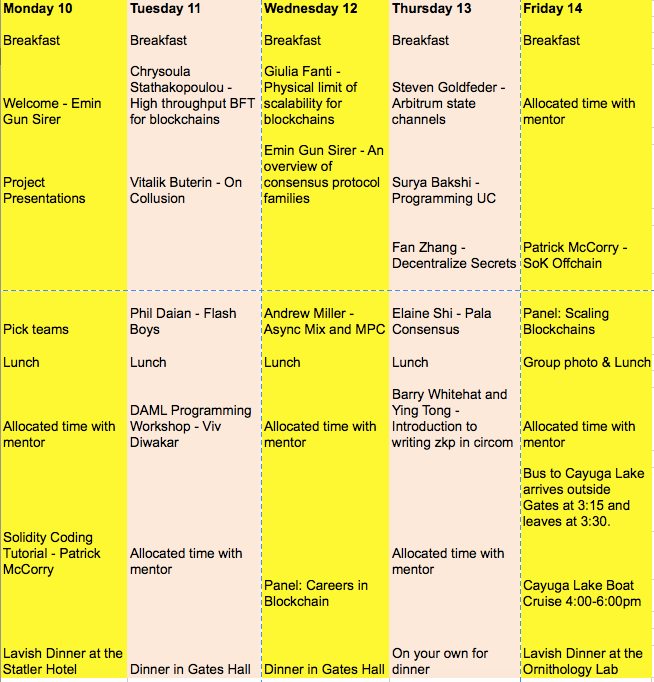 Monday 10
Tuesday 11
Wednesday 12
Thursday 13
Friday 14
Breakfast
Breakfast
Breakfast
Breakfast
Breakfast
Welcome - Emin
Gun Sirer
Chrysoula
Stathakopoulou -
High throughput BFT
for blockchains
Giulia Fanti -
Physical limit of
scalability for
blockchains
Steven Goldfeder -
Arbitrum state
channels
Allocated time with
mentor
Project
Presentations
Vitalik Buterin - On
Collusion
Emin Gun Sirer - An
overview of
consensus protocol
families
Surya Bakshi -
Programming UC
Fan Zhang -
Decentralize Secrets
Patrick McCorry -
SoK Offchain
Pick teams
Phil Daian - Flash
Boys
Andrew Miller -
Async Mix and MPC
Elaine Shi - Pala
Consensus
Panel: Scaling
Blockchains
Lunch
Lunch
Lunch
Lunch
Group photo & Lunch
Allocated time with
mentor
DAML Programming
Workshop - Viv
Diwakar
Allocated time with
mentor
Barry Whitehat and
Ying Tong -
Introduction to
writing zkp in circom
Allocated time with
mentor
Bus to Cayuga Lake
arrives outside
Gates at 3:15 and
leaves at 3:30.
Solidity Coding
Tutorial - Patrick
McCorry
Allocated time with
mentor
Allocated time with
mentor
Panel: Careers in
Blockchain
Cayuga Lake Boat
Cruise 4:00-6:00pm
Lavish Dinner at the
Statler Hotel
Dinner in Gates Hall
Dinner in Gates Hall
On your own for
dinner
Lavish Dinner at the
Ornithology Lab